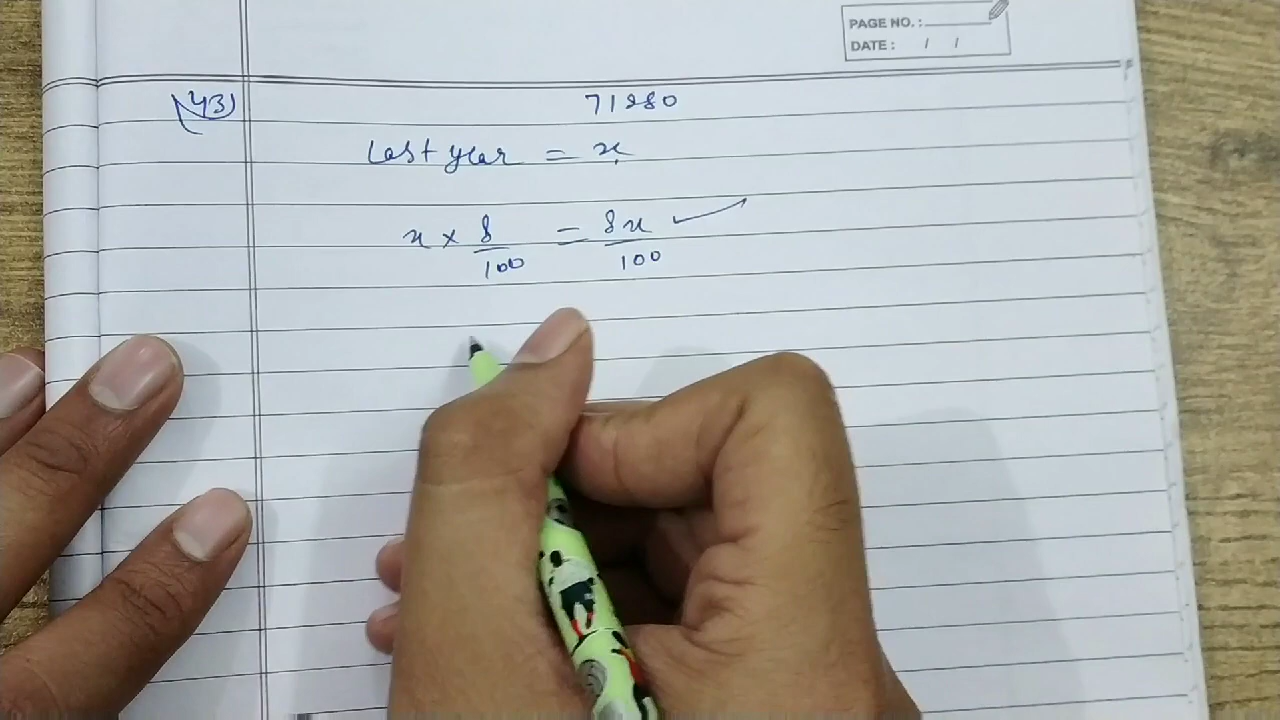 PAGE NO. :
DATE : / /
43)
71280
Last year = x
x × 8/100 = 8x/100